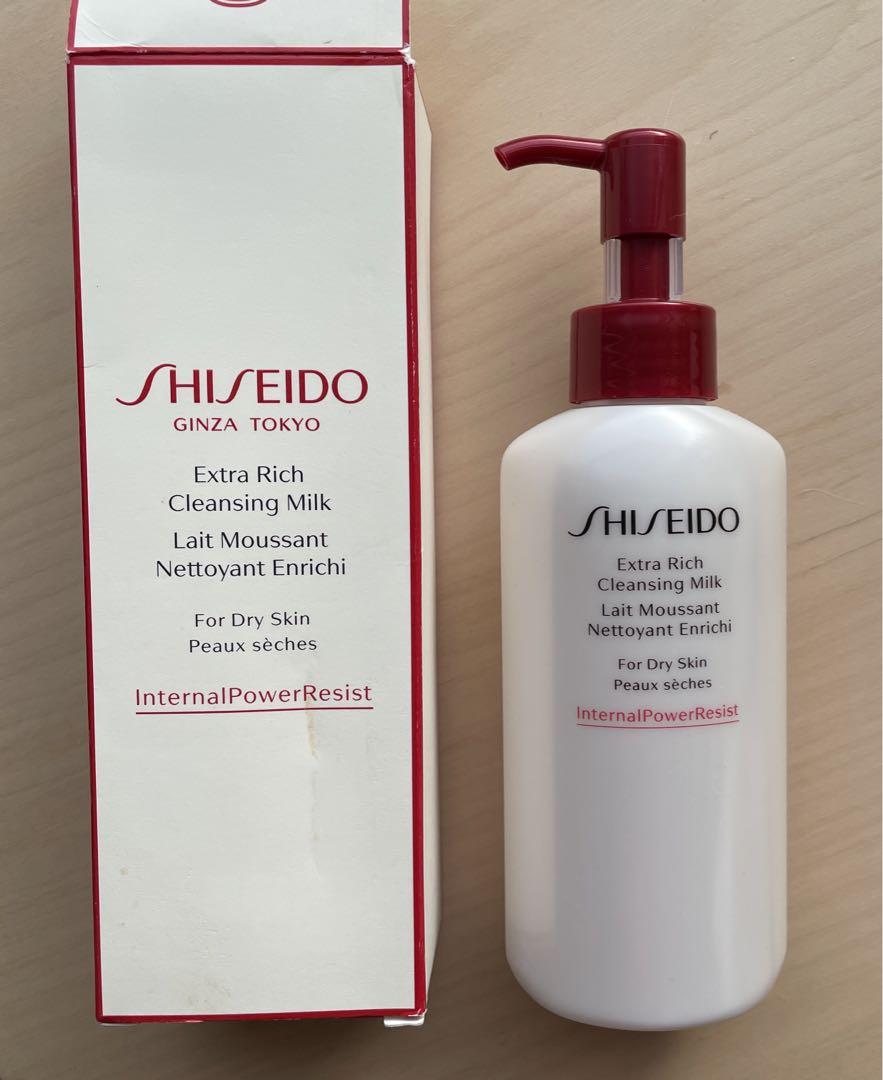 SHISEIDO
GINZA TOKYO
Extra Rich
Cleansing Milk
Lait Moussant
Nettoyant Enrichi
For Dry Skin
Peaux sèches
InternalPowerResist
SHISEIDO
Extra Rich
Cleansing Milk
Lait Moussant
Nettoyant Enrichi
For Dry Skin
Peaux sèches
InternalPowerResist